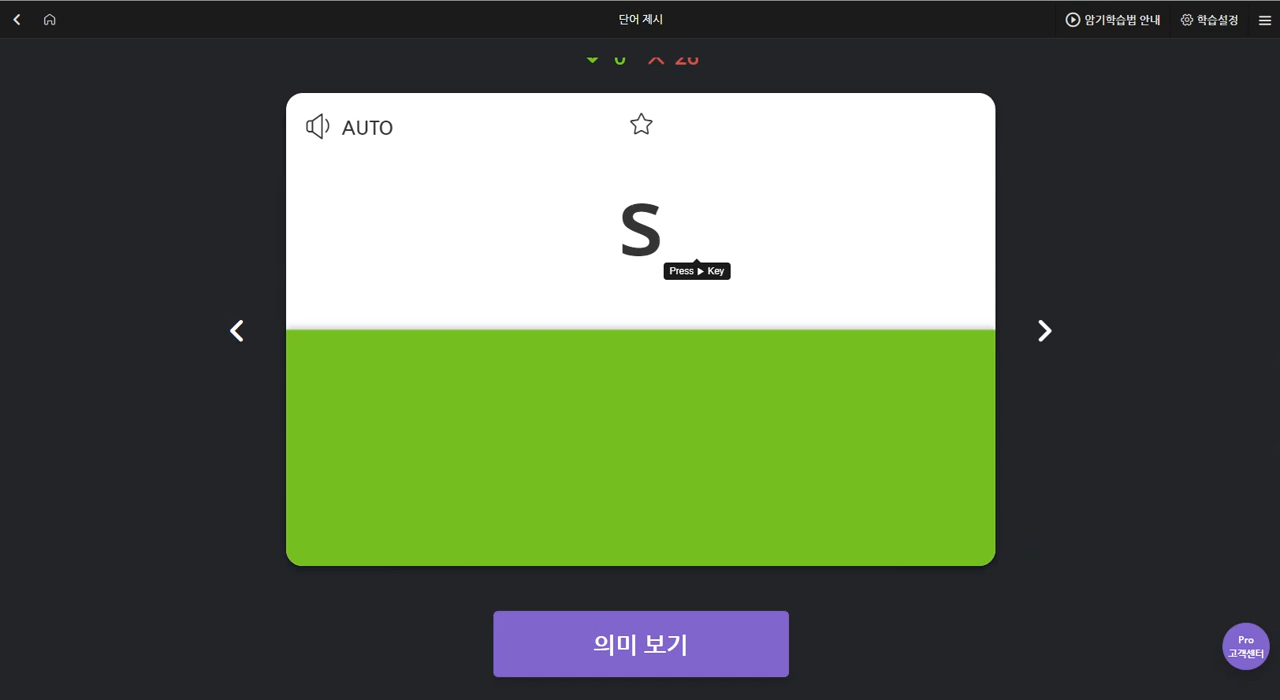 단어 제시
암기학습법 안내
학습설정
AUTO
S
Press ▶ Key
의미 보기
Pro
고객센터